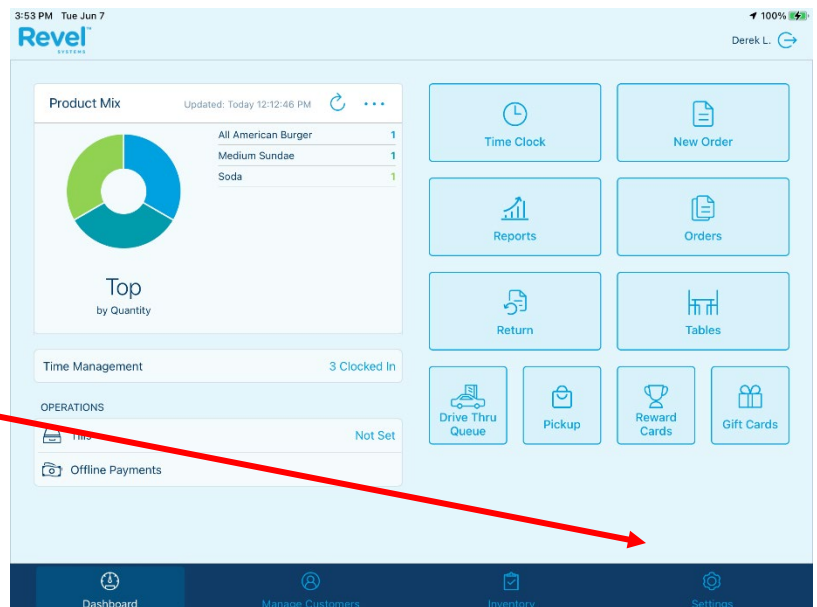 3:53 PM Tue Jun 7
100%
Revel
SYSTEMS
Derek L.
Product Mix
Updated: Today 12:12:46 PM
All American Burger 1
Medium Sundae 1
Soda 1
Top
by Quantity
Time Management
3 Clocked In
OPERATIONS
Not Set
Offline Payments
Time Clock
New Order
Reports
Orders
Return
Tables
Drive Thru
Queue
Pickup
Reward
Cards
Gift Cards
Dashboard
Manage Customers
Inventory
Settings